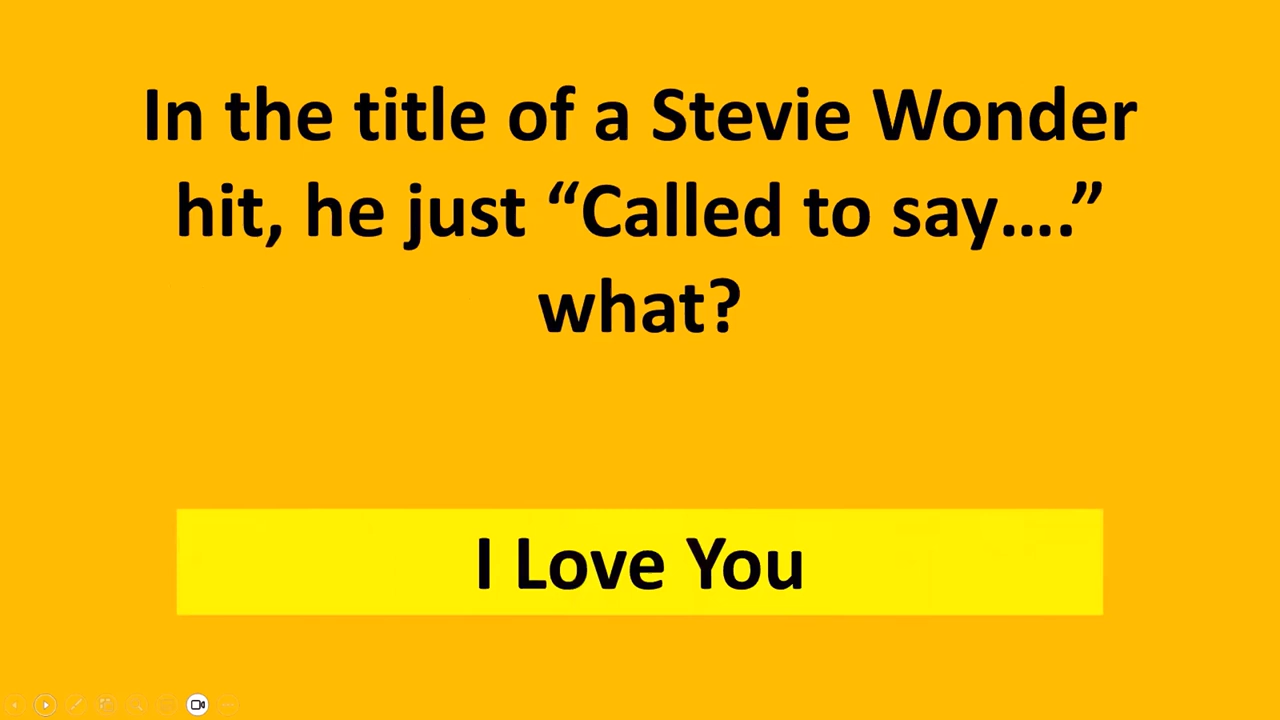 In the title of a Stevie Wonder
hit, he just “Called to say….”
what?
I Love You